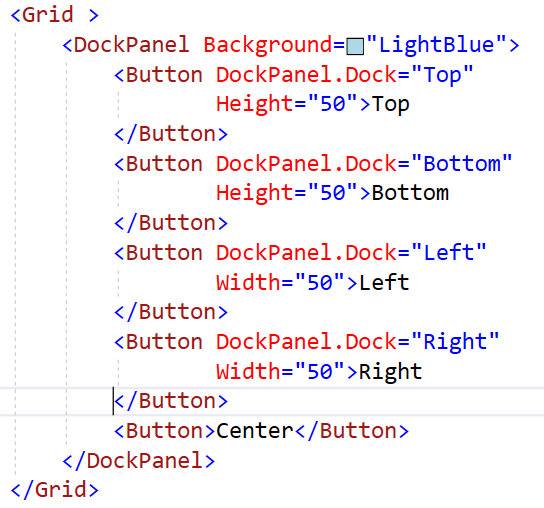 <Grid >
    <DockPanel Background="LightBlue">
        <Button DockPanel.Dock="Top"
                Height="50">Top
        </Button>
        <Button DockPanel.Dock="Bottom"
                Height="50">Bottom
        </Button>
        <Button DockPanel.Dock="Left"
                Width="50">Left
        </Button>
        <Button DockPanel.Dock="Right"
                Width="50">Right
        </Button>
        <Button>Center</Button>
    </DockPanel>
</Grid>